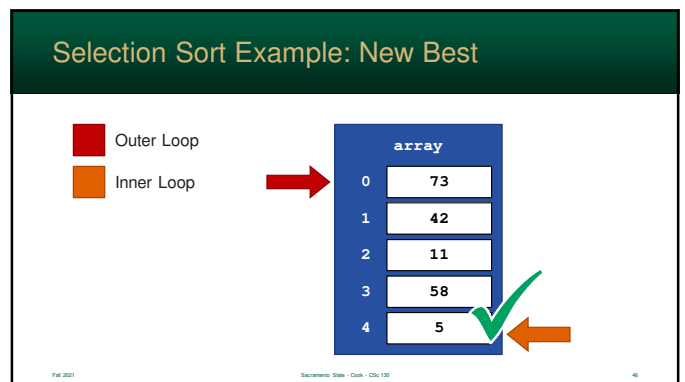 Selection Sort Example: New Best
Outer Loop
Inner Loop
array
0 73
1 42
2 11
3 58
4 5
Fall 2021 Sacramento State - Cook - CSc 130 46